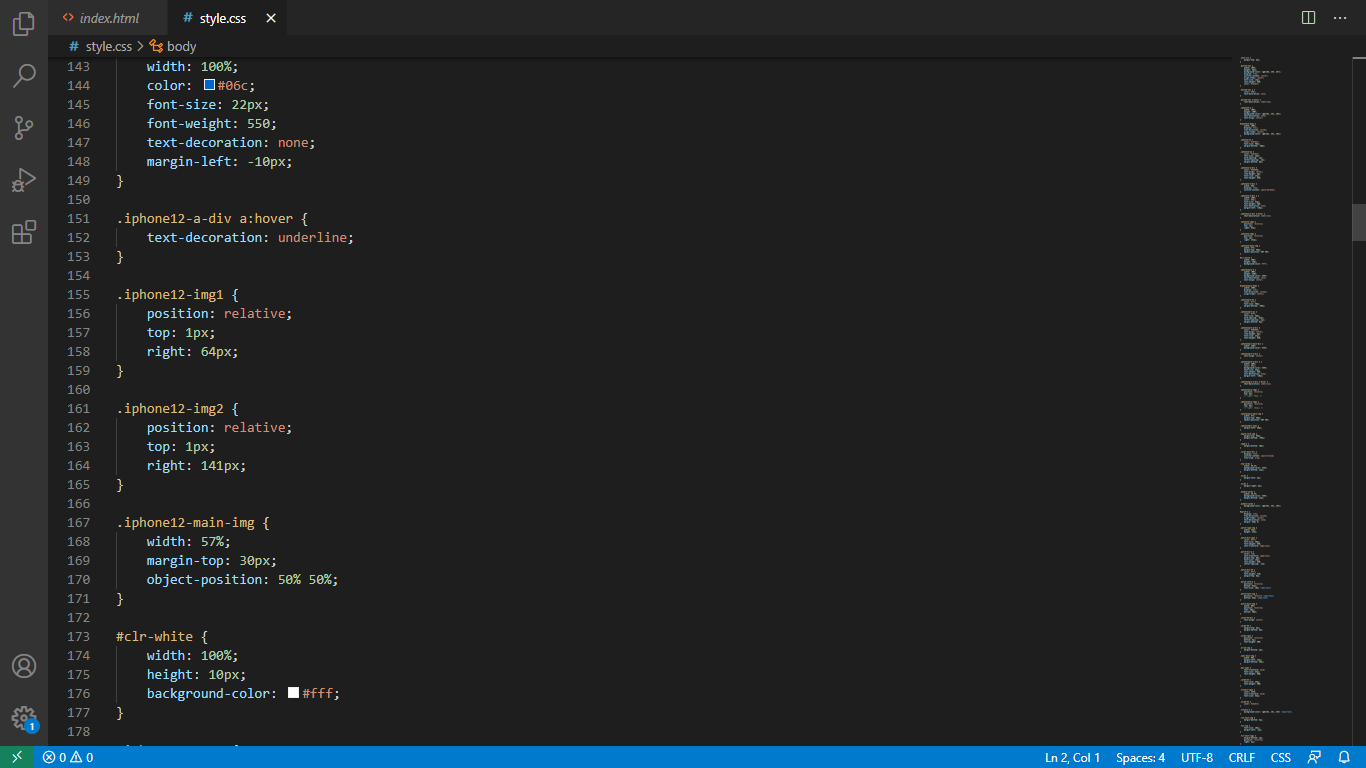 index.html
style.css
style.css
body
143 width: 100%;
144 color: #06c;
145 font-size: 22px;
146 font-weight: 550;
147 text-decoration: none;
148 margin-left: -10px;
149 }
150
151 .iphone12-a-div a:hover {
152 text-decoration: underline;
153 }
154
155 .iphone12-img1 {
156 position: relative;
157 top: 1px;
158 right: 64px;
159 }
160
161 .iphone12-img2 {
162 position: relative;
163 top: 1px;
164 right: 141px;
165 }
166
167 .iphone12-main-img {
168 width: 57%;
169 margin-top: 30px;
170 object-position: 50% 50%;
171 }
172
173 #clr-white {
174 width: 100%;
175 height: 10px;
176 background-color: #fff;
177 }
178
1
0 0 Ln 2, Col 1 Spaces: 4 UTF-8 CRLF CSS